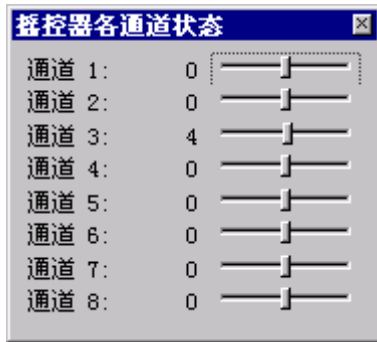 摇控器各通道状态
通道 1: 0
通道 2: 0
通道 3: 4
通道 4: 0
通道 5: 0
通道 6: 0
通道 7: 0
通道 8: 0